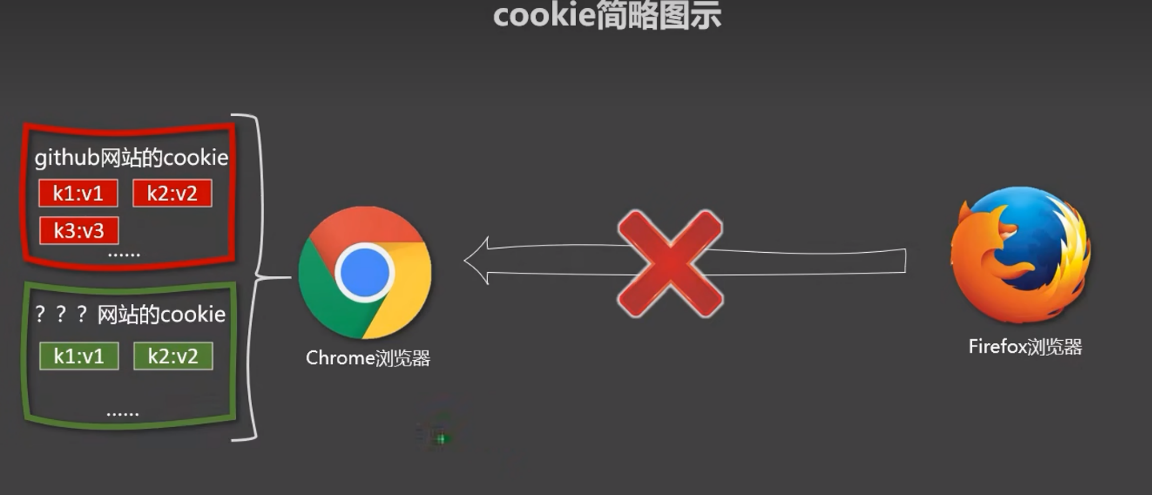 cookie简略图示
github网站的cookie
k1:v1 k2:v2
k3:v3
……
？？？网站的cookie
k1:v1 k2:v2
……
Chrome浏览器
Firefox浏览器